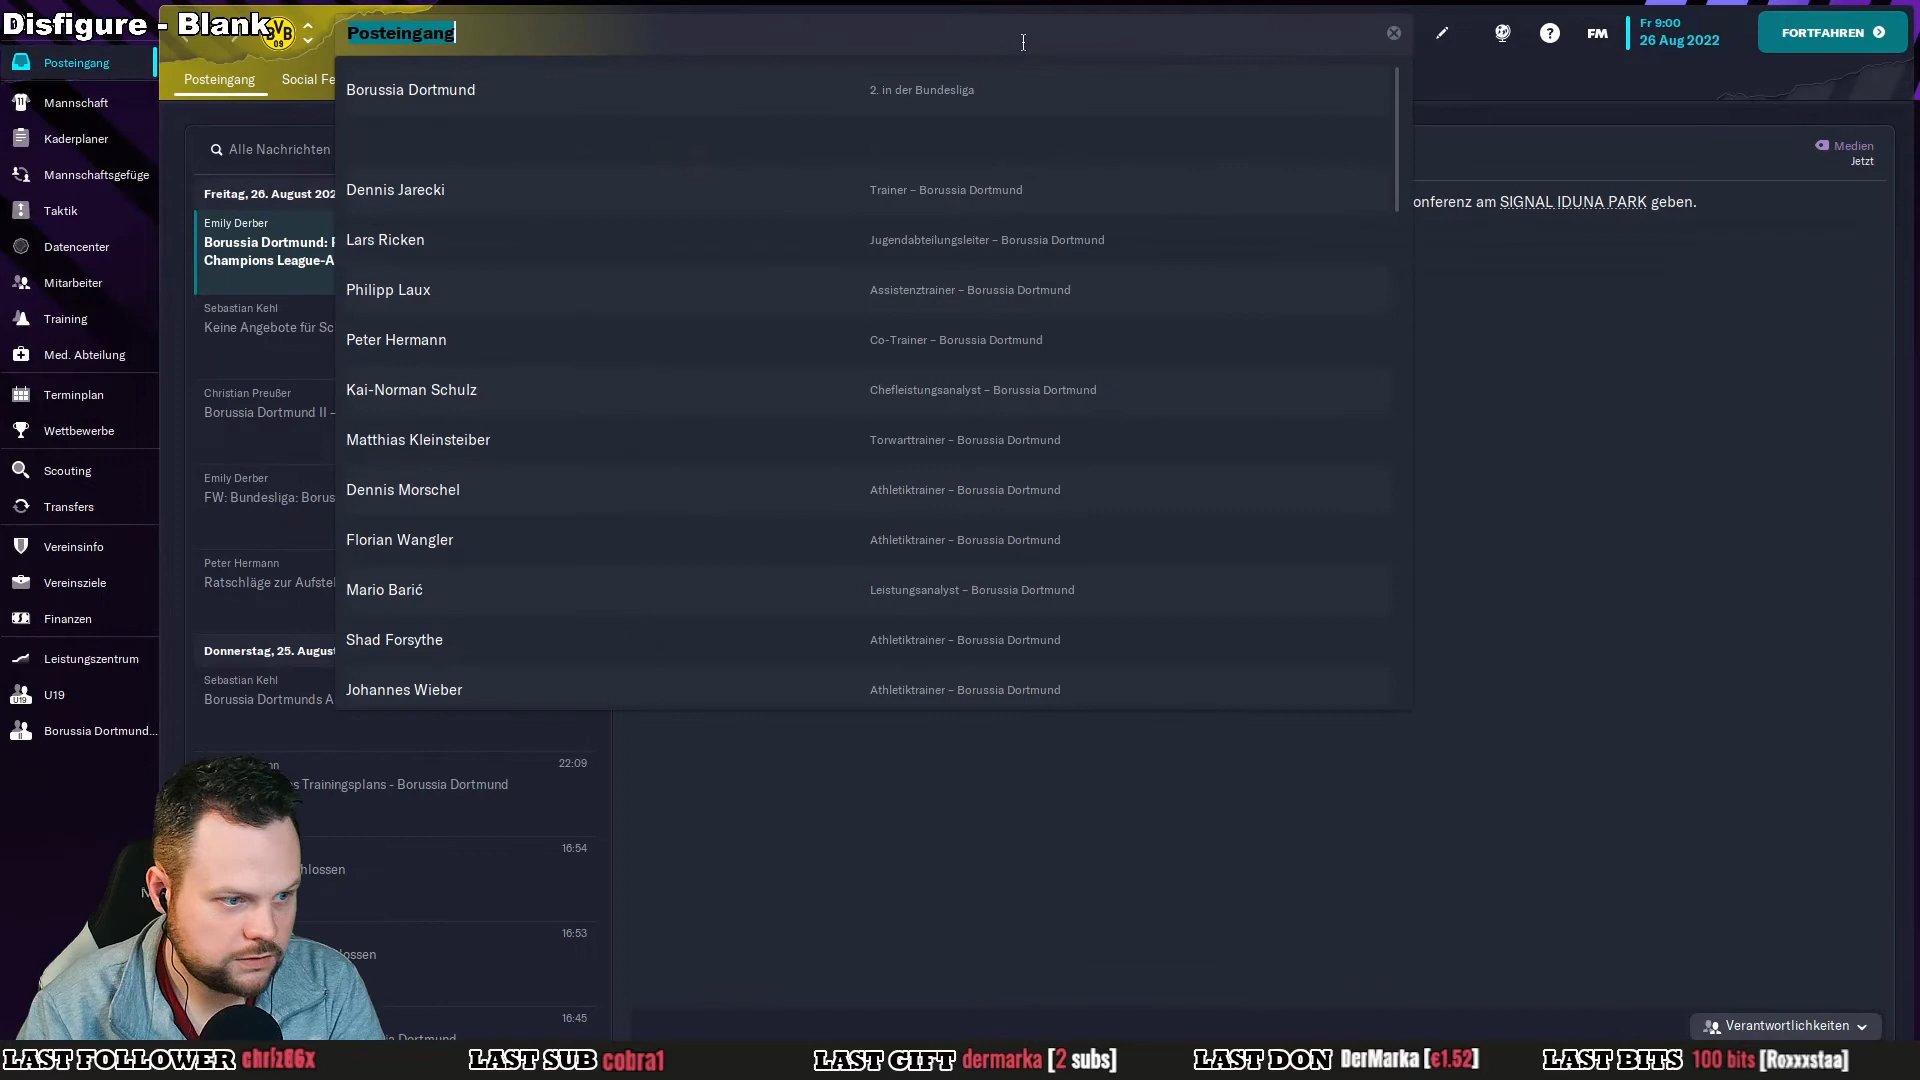 Disfigure - Blank
Posteingang
Fr 9:00
26 Aug 2022
FORTFAHREN
FM
Posteingang
Posteingang
Social Fe
Mannschaft
Kaderplaner
Mannschaftsgefüge
Taktik
Datencenter
Mitarbeiter
Training
Med. Abteilung
Terminplan
Wettbewerbe
Scouting
Transfers
Vereinsinfo
Vereinsziele
Finanzen
Leistungszentrum
U19
Borussia Dortmund...
Alle Nachrichten
Freitag, 26. August 202
Emily Derber
Borussia Dortmund: P
Champions League-A
Sebastian Kehl
Keine Angebote für Sc
Christian Preußer
Borussia Dortmund II –
Emily Derber
FW: Bundesliga: Borus
Peter Hermann
Ratschläge zur Aufstel
Donnerstag, 25. August
Sebastian Kehl
Borussia Dortmunds A
22:09
s Trainingsplans - Borussia Dortmund
16:54
hlossen
16:53
lossen
16:45
Borussia Dortmund 2. in der Bundesliga
Dennis Jarecki Trainer – Borussia Dortmund
Lars Ricken Jugendabteilungsleiter – Borussia Dortmund
Philipp Laux Assistenztrainer – Borussia Dortmund
Peter Hermann Co-Trainer – Borussia Dortmund
Kai-Norman Schulz Chefleistungsanalyst – Borussia Dortmund
Matthias Kleinsteiber Torwarttrainer – Borussia Dortmund
Dennis Morschel Athletiktrainer – Borussia Dortmund
Florian Wangler Athletiktrainer – Borussia Dortmund
Mario Barić Leistungsanalyst – Borussia Dortmund
Shad Forsythe Athletiktrainer – Borussia Dortmund
Johannes Wieber Athletiktrainer – Borussia Dortmund
Medien
Jetzt
onferenz am SIGNAL IDUNA PARK geben.
Verantwortlichkeiten
LAST FOLLOWER chriz86x
LAST SUB cobra1
LAST GIFT dermarka [2 subs]
LAST DON DerMarka [€1.52]
LAST BITS 100 bits [Roxxxstaa]